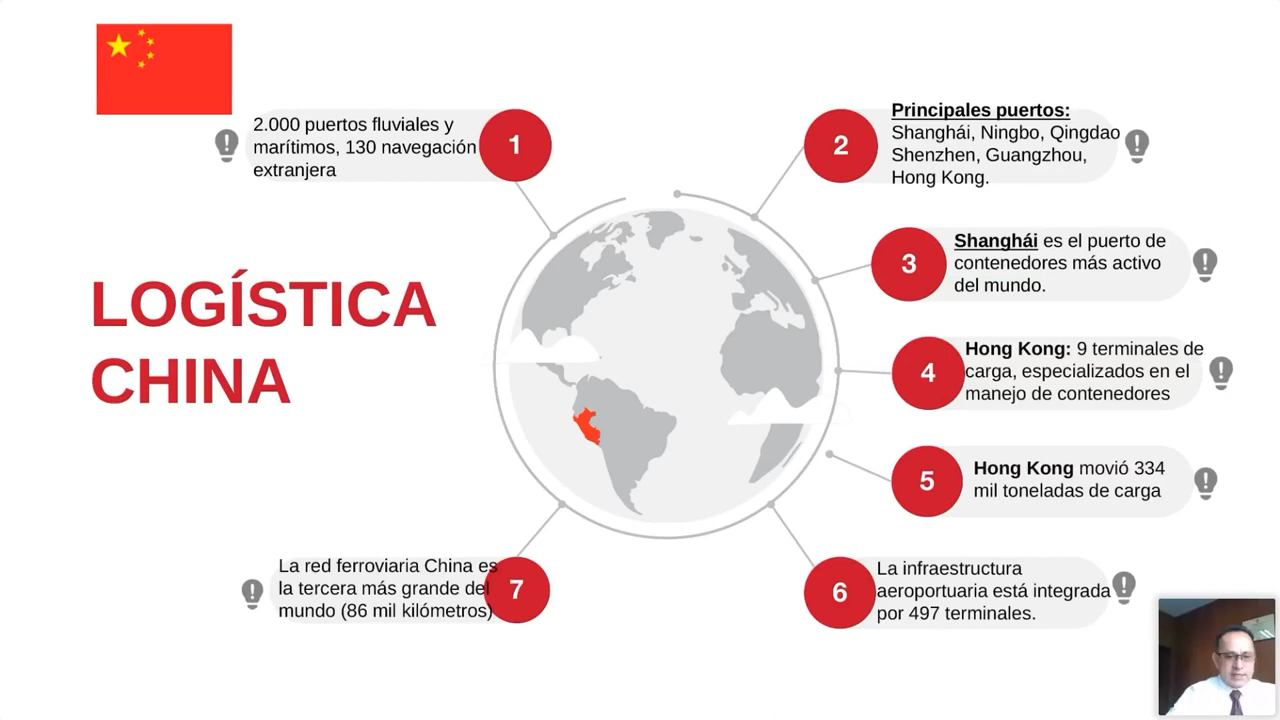 2.000 puertos fluviales y
marítimos, 130 navegación
extranjera
1
2
Principales puertos:
Shanghái, Ningbo, Qingdao
Shenzhen, Guangzhou,
Hong Kong.
3
Shanghái es el puerto de
contenedores más activo
del mundo.
LOGÍSTICA
CHINA
4
Hong Kong: 9 terminales de
carga, especializados en el
manejo de contenedores
5
Hong Kong movió 334
mil toneladas de carga
6
La infraestructura
aeroportuaria está integrada
por 497 terminales.
La red ferroviaria China es
la tercera más grande del
mundo (86 mil kilómetros)
7